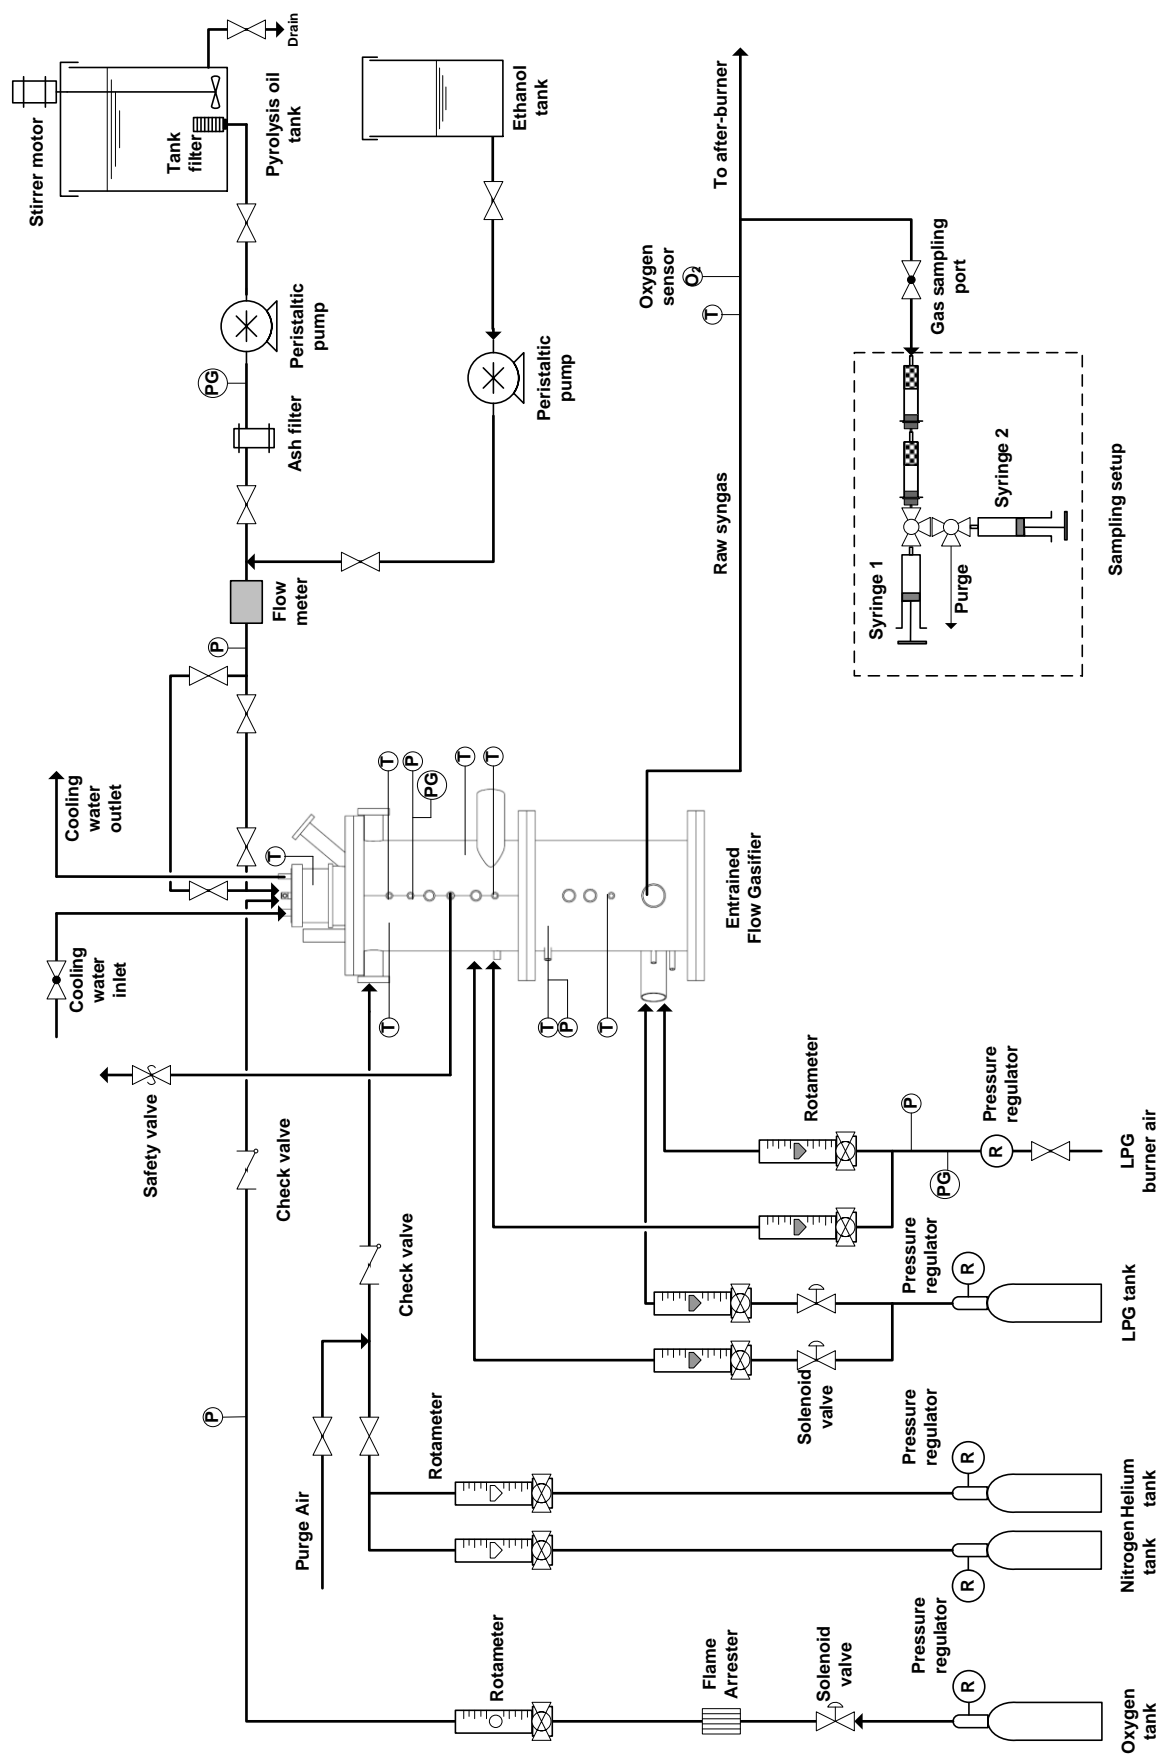 Stirrer motor
Cooling
water
inlet
Cooling
water
outlet
Safety valve
Tank
filter
Drain
Pyrolysis oil
tank
P
P
PG
T
Check valve
Flow
meter
Ash filter
Peristaltic
pump
Purge Air
Check valve
T
T
P
PG
T
T
Rotameter
Rotameter
Ethanol
tank
Peristaltic
pump
T
P
T
Oxygen
sensor
O2
T
Flame
Arrester
Entrained
Flow Gasifier
Raw syngas
To after-burner
Solenoid
valve
Solenoid
valve
Rotameter
Syringe 1
Purge
Syringe 2
Gas sampling
port
Sampling setup
P
PG
Pressure
regulator
R
Pressure
regulator
R
R
Pressure
regulator
R
Pressure
regulator
R
Oxygen
tank
Nitrogen
tank
Helium
tank
LPG tank
LPG
burner air